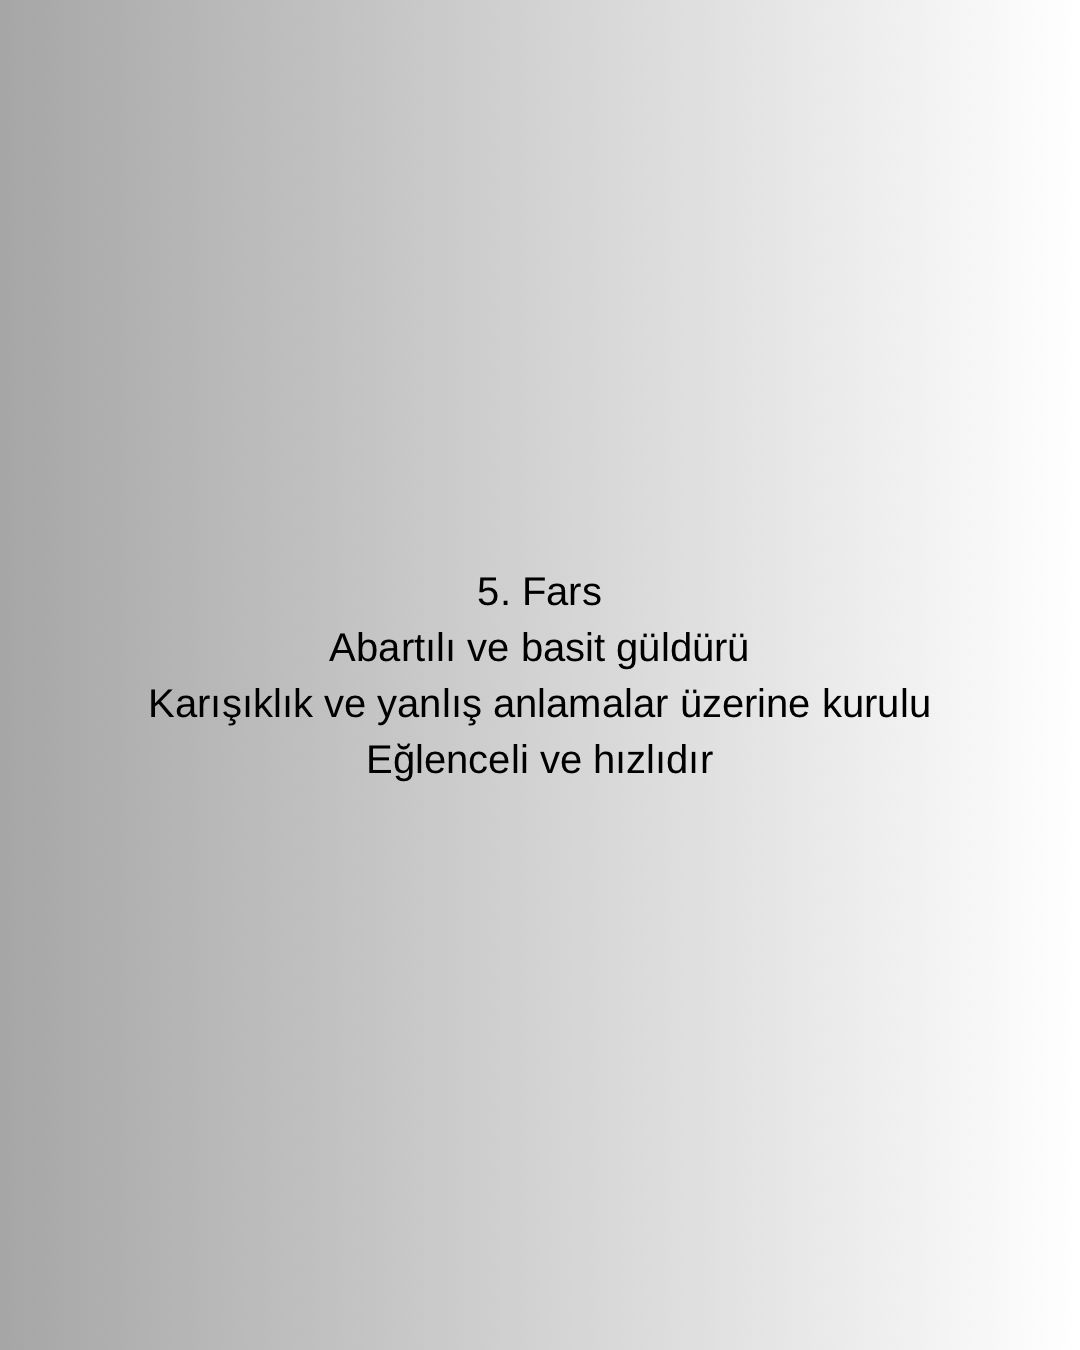 5. Fars
Abartılı ve basit güldürü
Karışıklık ve yanlış anlamalar üzerine kurulu
Eğlenceli ve hızlıdır